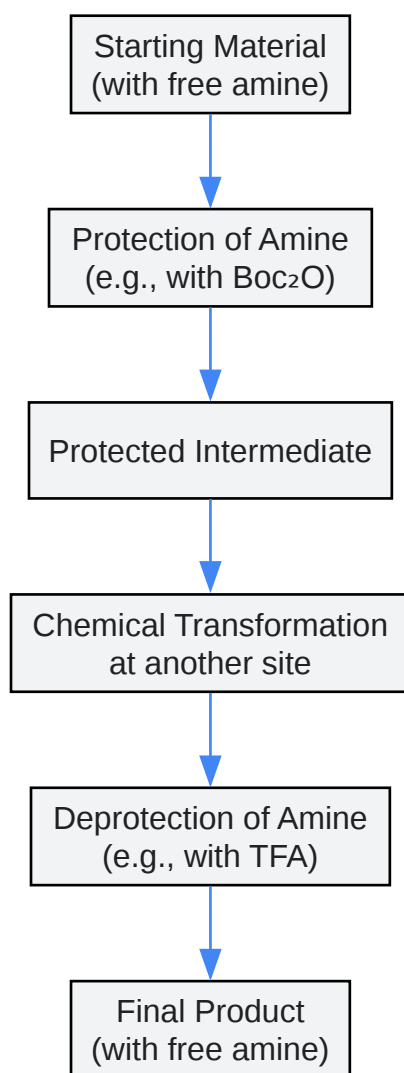 Starting Material
(with free amine)
Protection of Amine
(e.g., with Boc₂O)
Protected Intermediate
Chemical Transformation
at another site
Deprotection of Amine
(e.g., with TFA)
Final Product
(with free amine)